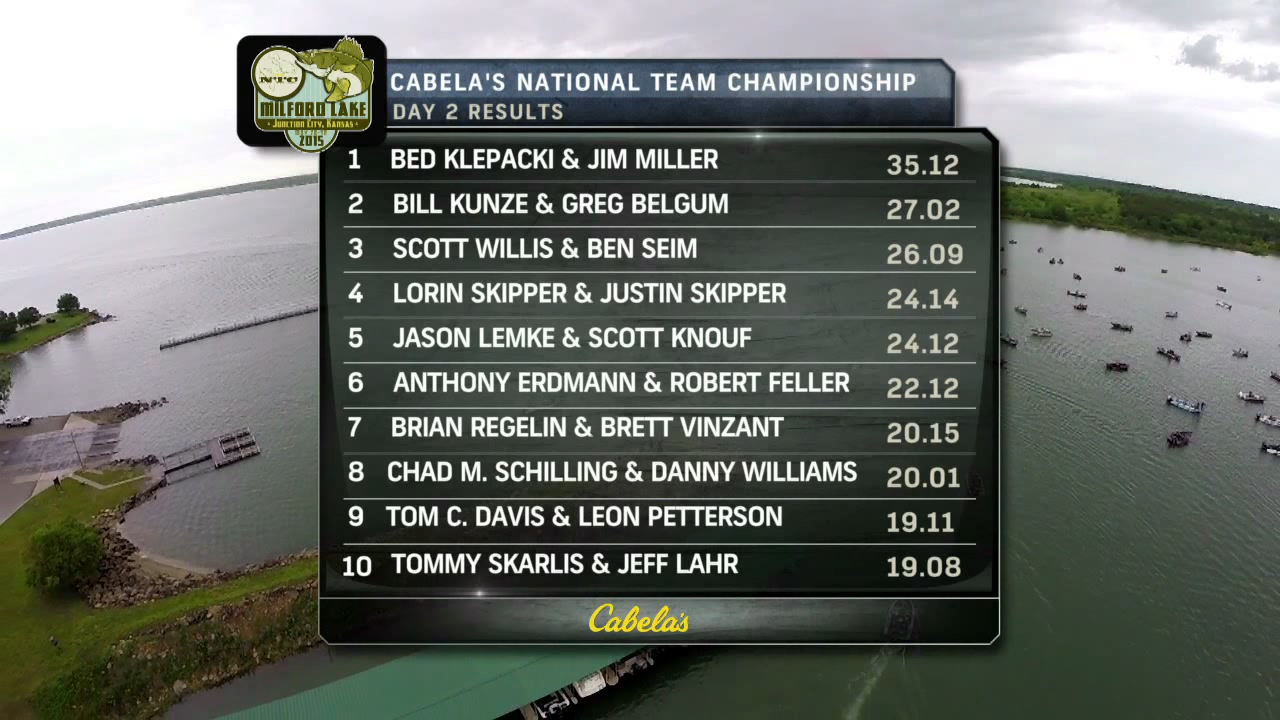 NTC
MILFORD LAKE
JUNCTION CITY, KANSAS
2015
CABELA'S NATIONAL TEAM CHAMPIONSHIP
DAY 2 RESULTS
1 BED KLEPACKI & JIM MILLER 35.12
2 BILL KUNZE & GREG BELGUM 27.02
3 SCOTT WILLIS & BEN SEIM 26.09
4 LORIN SKIPPER & JUSTIN SKIPPER 24.14
5 JASON LEMKE & SCOTT KNOUF 24.12
6 ANTHONY ERDMANN & ROBERT FELLER 22.12
7 BRIAN REGELIN & BRETT VINZANT 20.15
8 CHAD M. SCHILLING & DANNY WILLIAMS 20.01
9 TOM C. DAVIS & LEON PETTERSON 19.11
10 TOMMY SKARLIS & JEFF LAHR 19.08
Cabela's